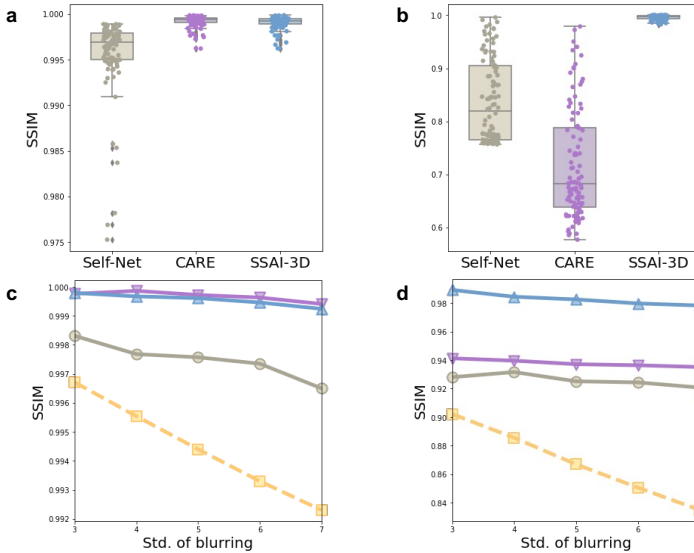 a
SSIM
1.000
0.995
0.990
0.985
0.980
0.975
Self-Net CARE SSAI-3D
b
SSIM
1.0
0.9
0.8
0.7
0.6
Self-Net CARE SSAI-3D
c
SSIM
1.000
0.999
0.998
0.997
0.996
0.995
0.994
0.993
0.992
3 4 5 6 7
Std. of blurring
d
SSIM
0.98
0.96
0.94
0.92
0.90
0.88
0.86
0.84
3 4 5 6 7
Std. of blurring